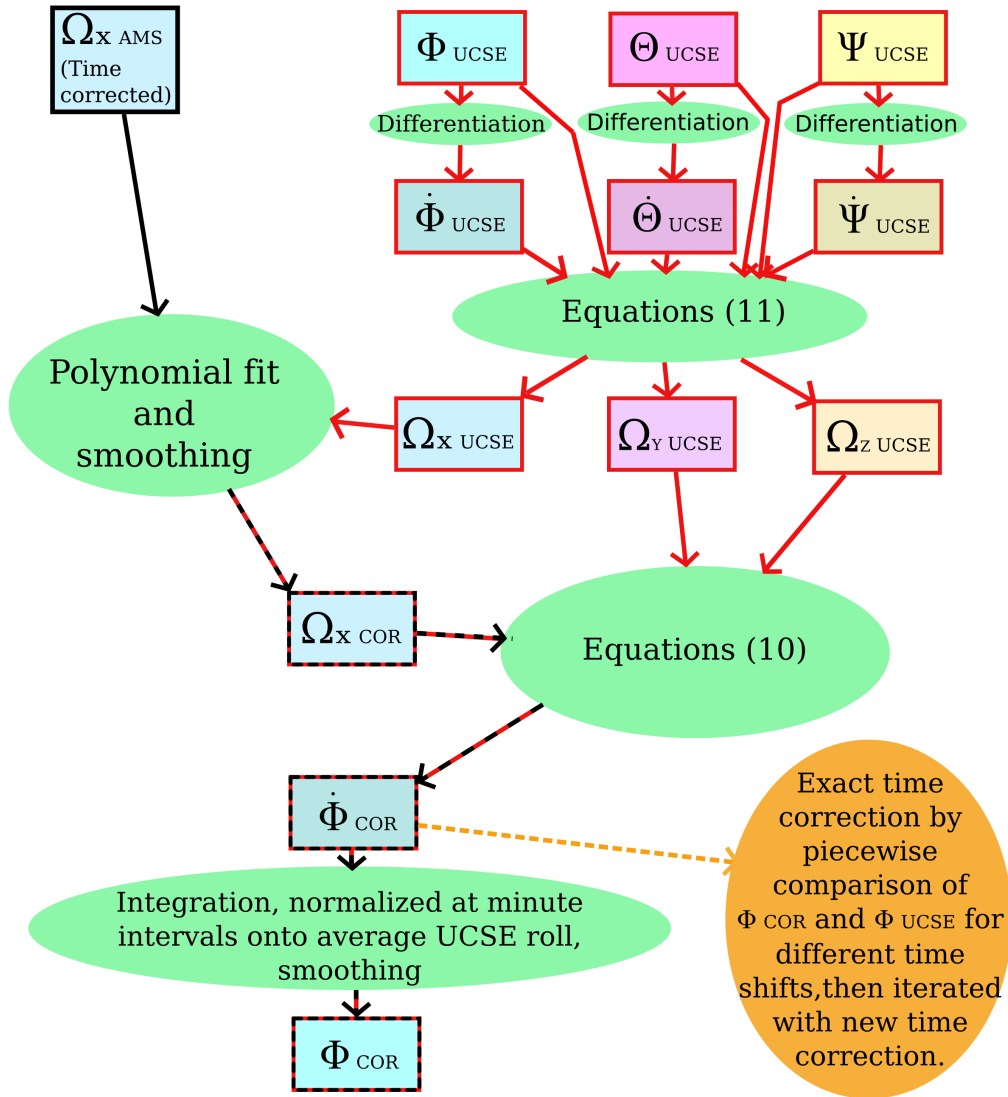 Ωx AMS
(Time
corrected)
Φ UCSE
Θ UCSE
Ψ UCSE
Differentiation
Differentiation
Differentiation
Φ̇ UCSE
Θ̇ UCSE
Ψ̇ UCSE
Equations (11)
Polynomial fit
and
smoothing
Ωx UCSE
ΩY UCSE
ΩZ UCSE
Ωx COR
Equations (10)
Φ̇ COR
Exact time
correction by
piecewise
comparison of
Φ COR and Φ UCSE for
different time
shifts,then iterated
with new time
correction.
Integration, normalized at minute
intervals onto average UCSE roll,
smoothing
Φ COR